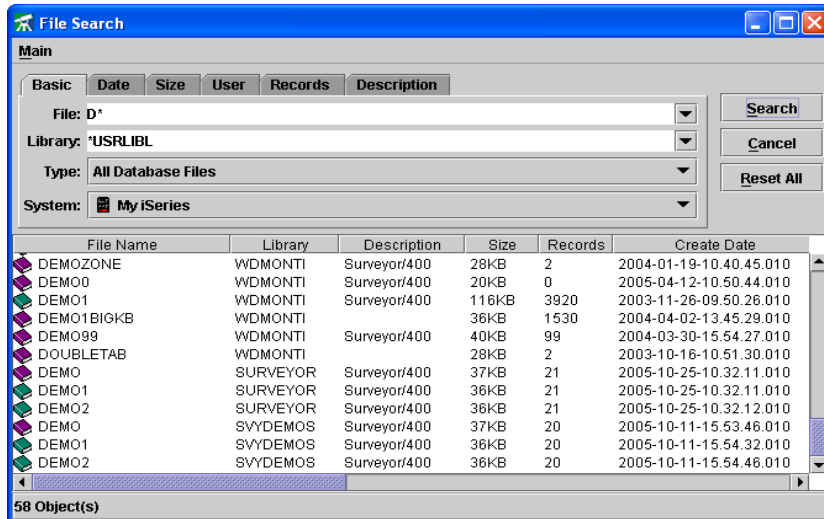 File Search
Main
Basic Date Size User Records Description
File: D*
Search
Library: *USRLIBL
Cancel
Type: All Database Files
Reset All
System: My iSeries
File Name Library Description Size Records Create Date
DEMOZONE WDMONTI Surveyor/400 28KB 2 2004-01-19-10.40.45.010
DEMO0 WDMONTI Surveyor/400 20KB 0 2005-04-12-10.50.44.010
DEMO1 WDMONTI Surveyor/400 116KB 3920 2003-11-26-09.50.26.010
DEMO1BIGKB WDMONTI 36KB 1530 2004-04-02-13.45.29.010
DEMO99 WDMONTI Surveyor/400 40KB 99 2004-03-30-15.54.27.010
DOUBLETAB WDMONTI 28KB 2 2003-10-16-10.51.30.010
DEMO SURVEYOR Surveyor/400 37KB 21 2005-10-25-10.32.11.010
DEMO1 SURVEYOR Surveyor/400 36KB 21 2005-10-25-10.32.11.010
DEMO2 SURVEYOR Surveyor/400 36KB 21 2005-10-25-10.32.12.010
DEMO SVYDEMOS Surveyor/400 37KB 20 2005-10-11-15.53.46.010
DEMO1 SVYDEMOS Surveyor/400 36KB 20 2005-10-11-15.54.32.010
DEMO2 SVYDEMOS Surveyor/400 36KB 20 2005-10-11-15.54.46.010
58 Object(s)